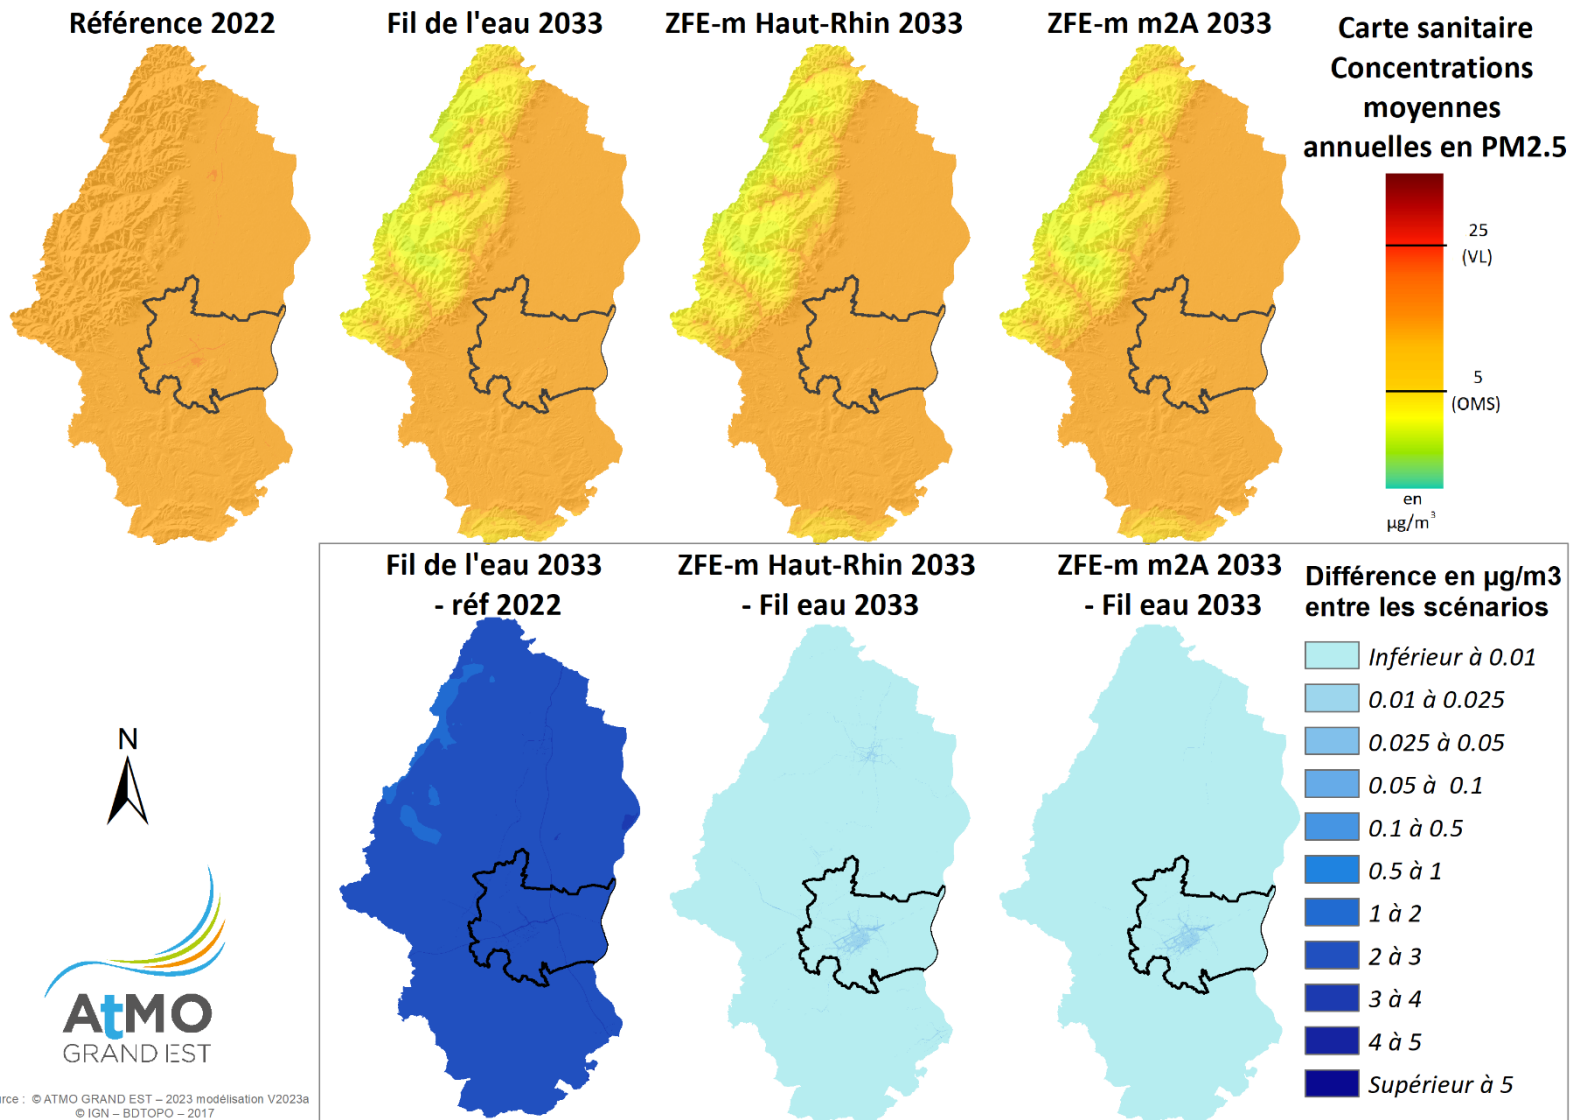 Référence 2022
Fil de l'eau 2033
ZFE-m Haut-Rhin 2033
ZFE-m m2A 2033
Carte sanitaire
Concentrations
moyennes
annuelles en PM2.5
25
(VL)
5
(OMS)
en
µg/m³
Fil de l'eau 2033
- réf 2022
ZFE-m Haut-Rhin 2033
- Fil eau 2033
ZFE-m m2A 2033
- Fil eau 2033
Différence en µg/m3
entre les scénarios
Inférieur à 0.01
0.01 à 0.025
0.025 à 0.05
0.05 à 0.1
0.1 à 0.5
0.5 à 1
1 à 2
2 à 3
3 à 4
4 à 5
Supérieur à 5
N
AtMO
GRAND EST
urce : © ATMO GRAND EST – 2023 modélisation V2023a
© IGN – BDTOPO – 2017